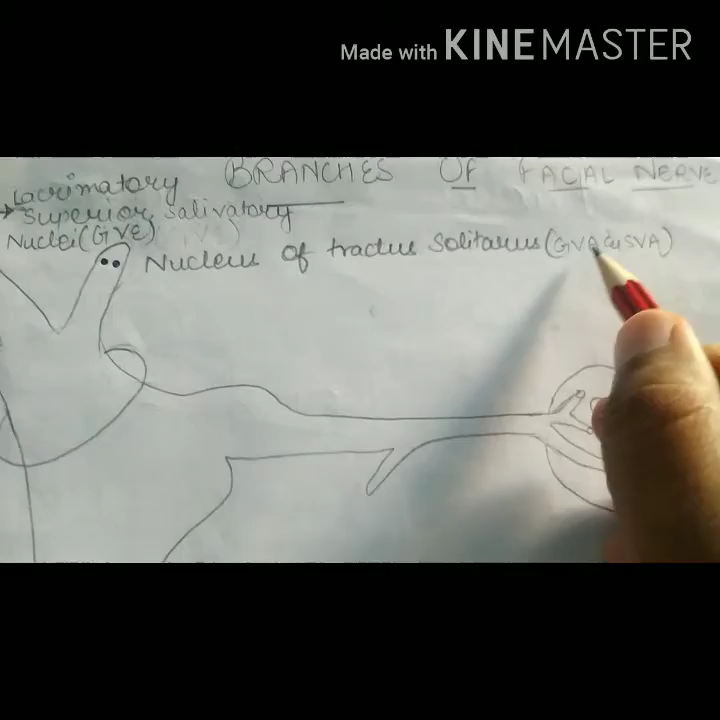 Made with KINEMASTER
BRANCHES OF FACIAL NERVE
Lacrimatory
→ Superior Salivatory
Nuclei (GVE)
Nucleus of tractus Solitarius (GVA & SVA)